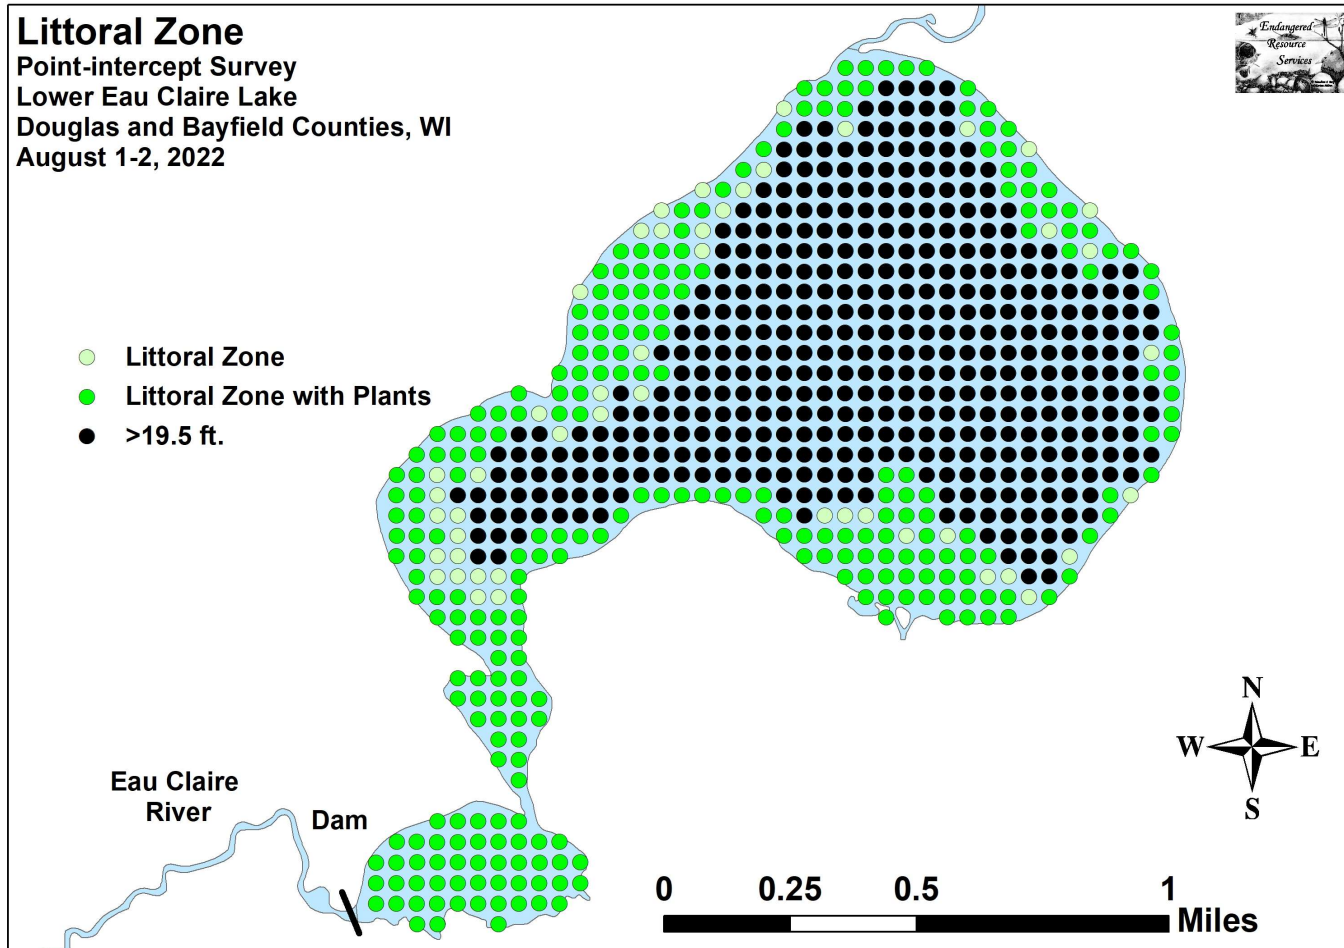 Littoral Zone
Point-intercept Survey
Lower Eau Claire Lake
Douglas and Bayfield Counties, WI
August 1-2, 2022
Endangered
Resource
Services
Littoral Zone
Littoral Zone with Plants
>19.5 ft.
N
W E
S
Eau Claire
River
Dam
0 0.25 0.5 1
Miles